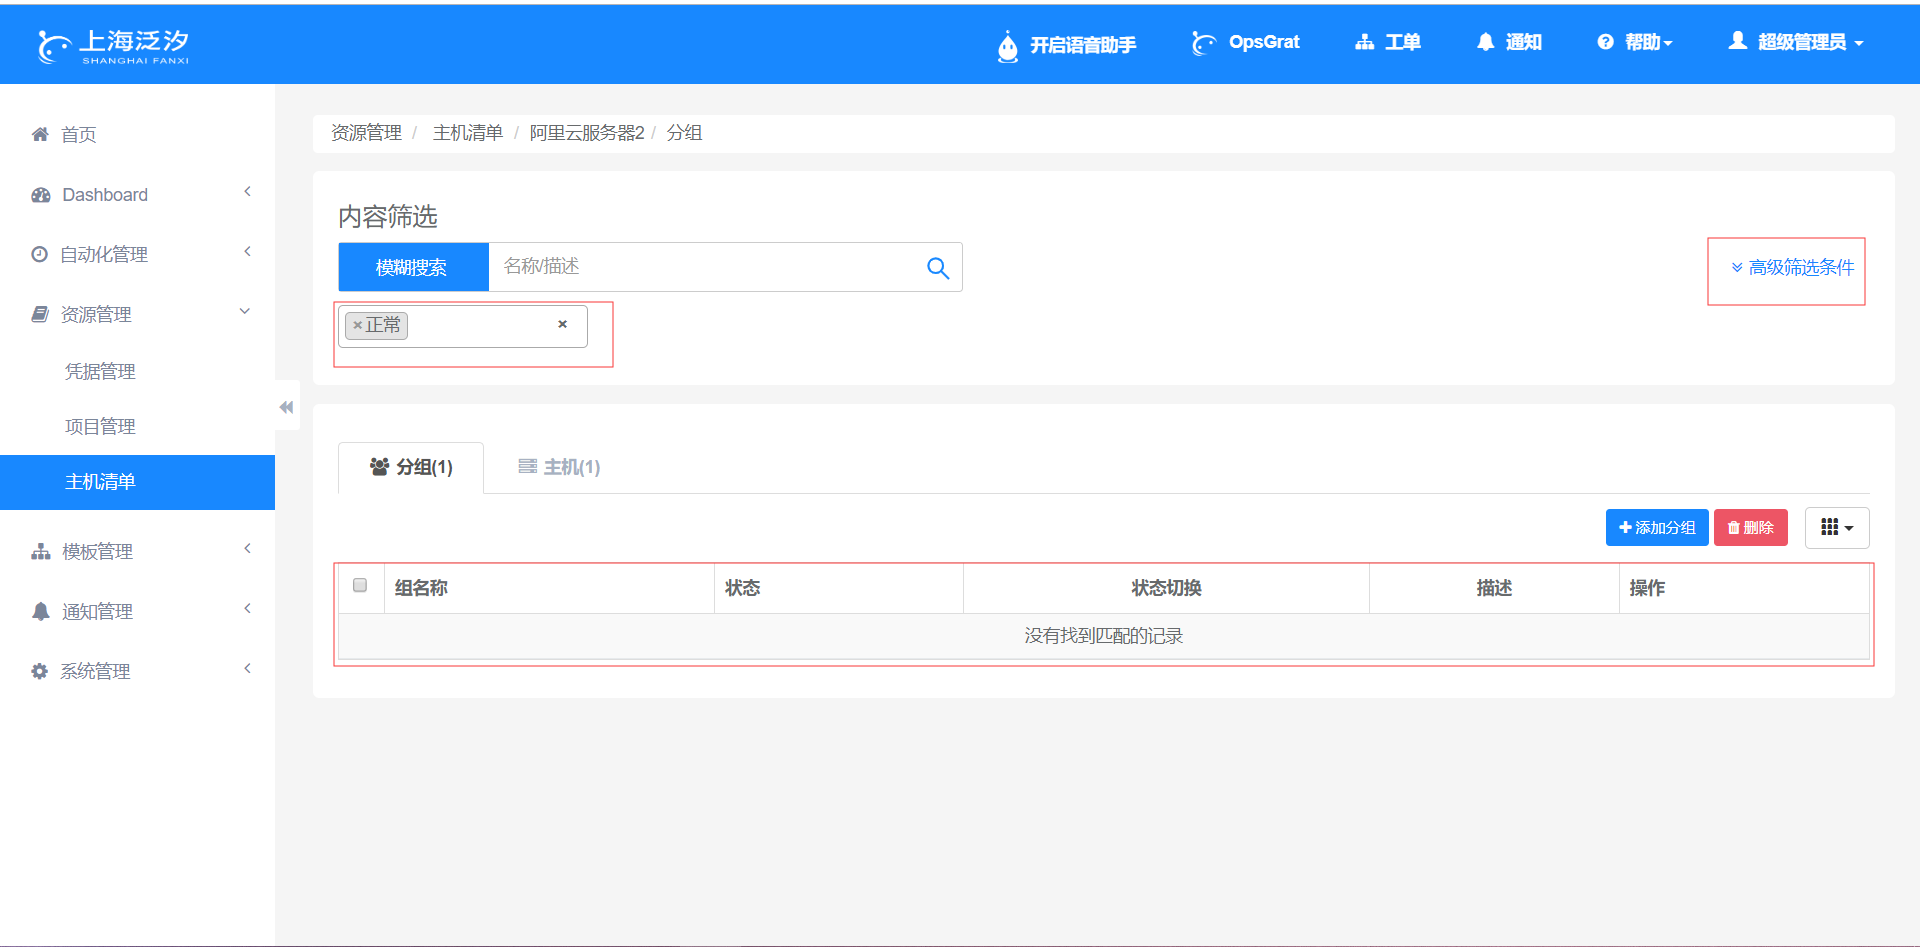 上海泛汐
SHANGHAI FANXI
开启语音助手
OpsGrat
工单
通知
帮助
超级管理员
首页
Dashboard
自动化管理
资源管理
凭据管理
项目管理
主机清单
模板管理
通知管理
系统管理
资源管理 / 主机清单 / 阿里云服务器2 / 分组
内容筛选
模糊搜索 名称/描述
高级筛选条件
×正常 ×
分组(1) 主机(1)
添加分组 删除
组名称 状态 状态切换 描述 操作
没有找到匹配的记录